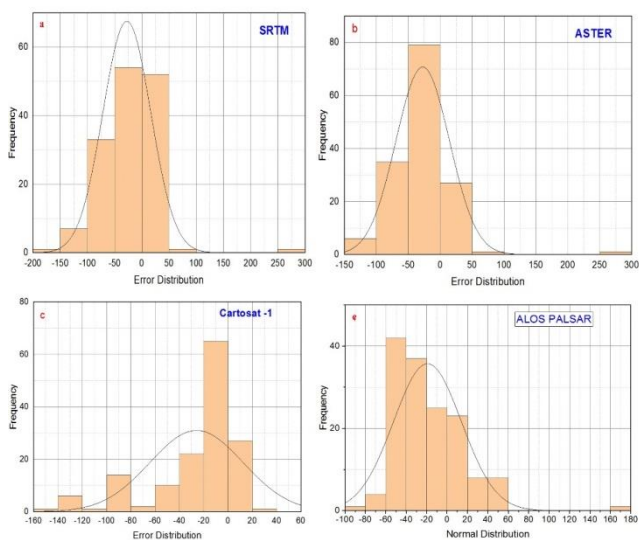 a
SRTM
Frequency
60
40
20
0
-200 -150 -100 -50 0 50 100 150 200 250 300
Error Distribution
b
ASTER
Frequency
80
60
40
20
0
-150 -100 -50 0 50 100 150 200 250 300
Error Distribution
c
Cartosat -1
Frequency
80
60
40
20
0
-160 -140 -120 -100 -80 -60 -40 -20 0 20 40 60
Error Distribution
e
ALOS PALSAR
Frequency
40
20
0
-100 -80 -60 -40 -20 0 20 40 60 80 100 120 140 160 180
Normal Distribution